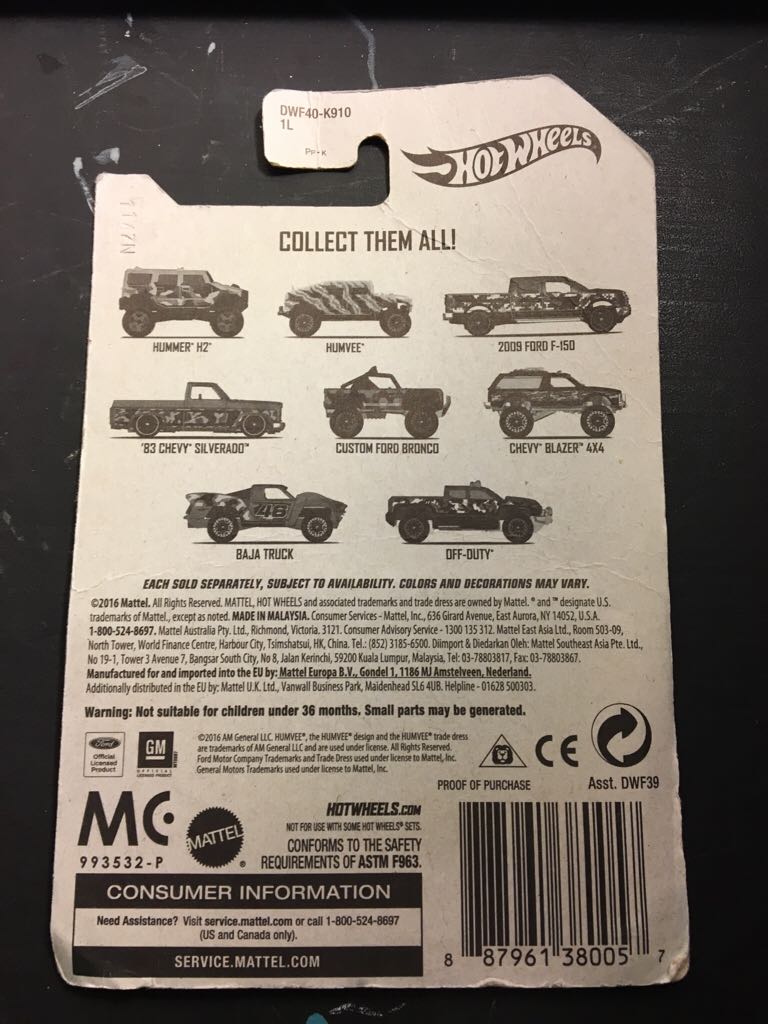 DWF40-K910
1L
PP-K
HOT WHEELS
1147N
COLLECT THEM ALL!
HUMMER® H2®
HUMVEE®
2009 FORD F-150
'83 CHEVY® SILVERADO™
CUSTOM FORD BRONCO
CHEVY® BLAZER™ 4X4
48
BAJA TRUCK
OFF-DUTY™
EACH SOLD SEPARATELY, SUBJECT TO AVAILABILITY. COLORS AND DECORATIONS MAY VARY.
©2016 Mattel. All Rights Reserved. MATTEL, HOT WHEELS and associated trademarks and trade dress are owned by Mattel. ® and ™ designate U.S.
trademarks of Mattel, except as noted. MADE IN MALAYSIA. Consumer Services - Mattel, Inc., 636 Girard Avenue, East Aurora, NY 14052, U.S.A.
1-800-524-8697. Mattel Australia Pty. Ltd., Richmond, Victoria. 3121. Consumer Advisory Service - 1300 135 312. Mattel East Asia Ltd., Room 503-09,
North Tower, World Finance Centre, Harbour City, Tsimshatsui, HK, China. Tel.: (852) 3185-6500. Diimport & Diedarkan Oleh: Mattel Southeast Asia Pte. Ltd.,
No 19-1, Tower 3 Avenue 7, Bangsar South City, No 8, Jalan Kerinchi, 59200 Kuala Lumpur, Malaysia, Tel: 03-78803817, Fax: 03-78803867.
Manufactured for and imported into the EU by: Mattel Europa B.V., Gondel 1, 1186 MJ Amstelveen, Nederland.
Additionally distributed in the EU by: Mattel U.K. Ltd., Vanwall Business Park, Maidenhead SL6 4UB. Helpline - 01628 500303.
Warning: Not suitable for children under 36 months. Small parts may be generated.
Ford
Official
Licensed
Product
GM
OFFICIAL
LICENSED PRODUCT
©2016 AM General LLC. HUMVEE®, the HUMVEE® design and the HUMVEE® trade dress
are trademarks of AM General LLC and are used under license. All Rights Reserved.
Ford Motor Company Trademarks and Trade Dress used under license to Mattel, Inc.
General Motors Trademarks used under license to Mattel, Inc.
CE
PROOF OF PURCHASE
Asst. DWF39
MC
993532-P
MATTEL®
HOTWHEELS.COM
NOT FOR USE WITH SOME HOT WHEELS® SETS.
CONFORMS TO THE SAFETY
REQUIREMENTS OF ASTM F963.
CONSUMER INFORMATION
Need Assistance? Visit service.mattel.com or call 1-800-524-8697
(US and Canada only).
SERVICE.MATTEL.COM
8 87961 38005 7